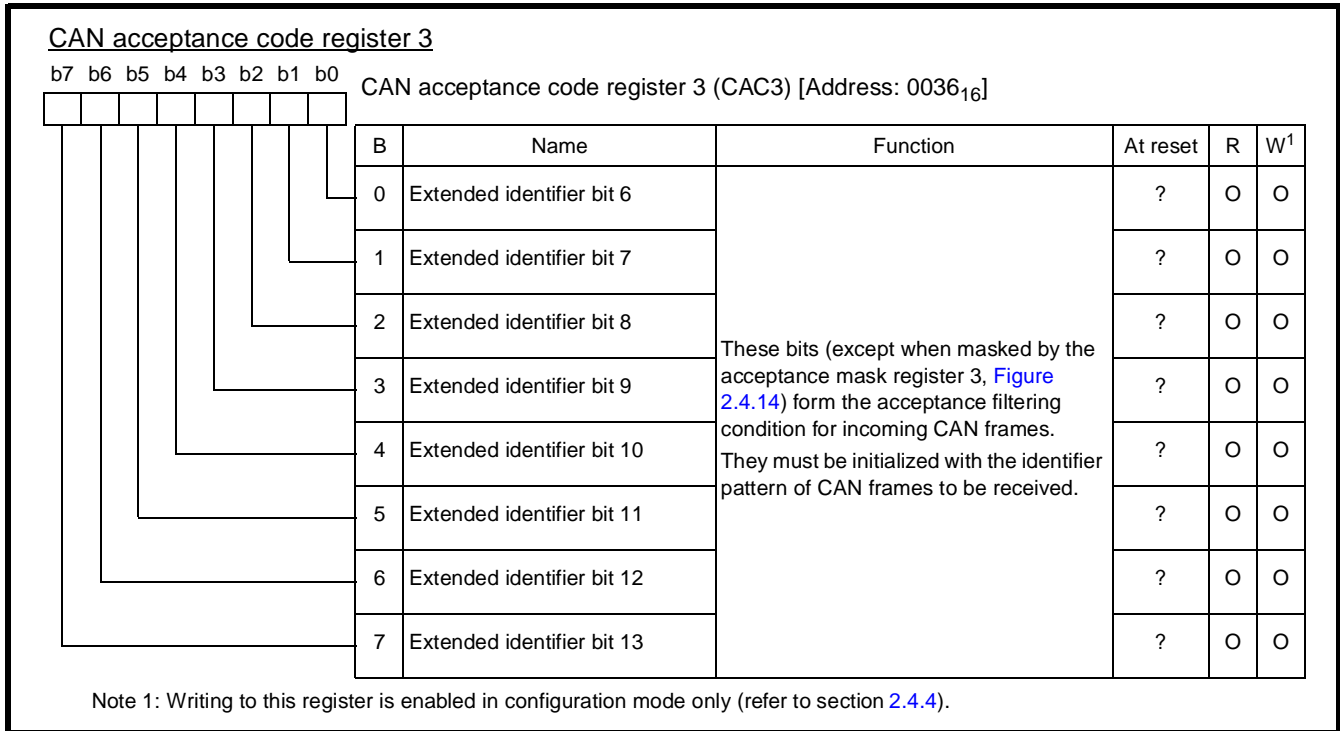 CAN acceptance code register 3
b7 b6 b5 b4 b3 b2 b1 b0
CAN acceptance code register 3 (CAC3) [Address: 0036₁₆]
B Name Function At reset R W¹
0 Extended identifier bit 6 ? O O
1 Extended identifier bit 7 ? O O
2 Extended identifier bit 8 ? O O
These bits (except when masked by the
acceptance mask register 3, Figure
3 Extended identifier bit 9 ? O O
2.4.14) form the acceptance filtering
condition for incoming CAN frames.
4 Extended identifier bit 10 ? O O
They must be initialized with the identifier
pattern of CAN frames to be received.
5 Extended identifier bit 11 ? O O
6 Extended identifier bit 12 ? O O
7 Extended identifier bit 13 ? O O
Note 1: Writing to this register is enabled in configuration mode only (refer to section 2.4.4).